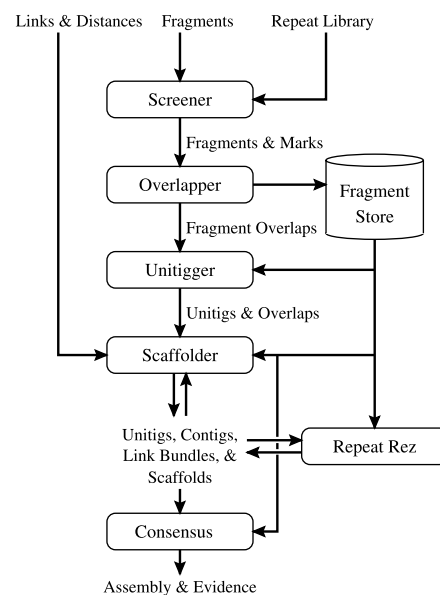 Links & Distances
Fragments
Repeat Library
Screener
Fragments & Marks
Overlapper
Fragment
Store
Fragment Overlaps
Unitigger
Unitigs & Overlaps
Scaffolder
Unitigs, Contigs,
Link Bundles, &
Scaffolds
Repeat Rez
Consensus
Assembly & Evidence